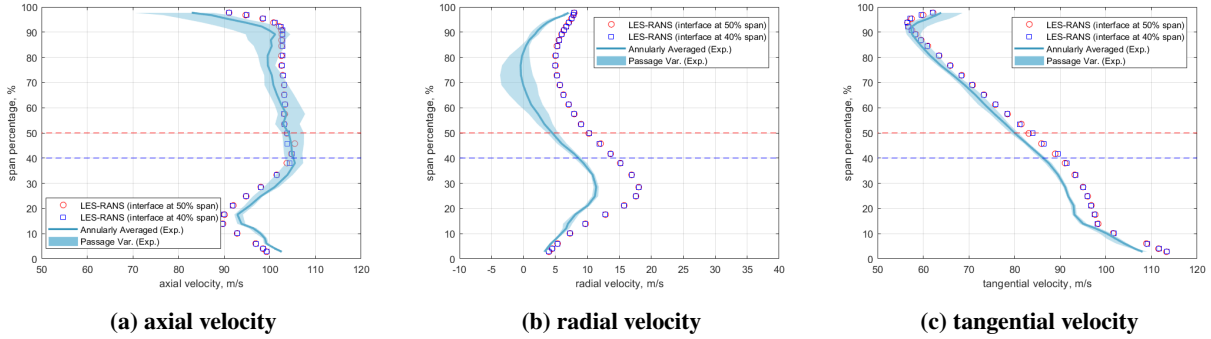 100
90
80
70
60
50
40
30
20
10
0
span percentage, %
LES-RANS (interface at 50% span)
LES-RANS (interface at 40% span)
Annularly Averaged (Exp.)
Passage Var. (Exp.)
50 60 70 80 90 100 110 120
axial velocity, m/s
(a) axial velocity
100
90
80
70
60
50
40
30
20
10
0
span percentage, %
LES-RANS (interface at 50% span)
LES-RANS (interface at 40% span)
Annularly Averaged (Exp.)
Passage Var. (Exp.)
-10 -5 0 5 10 15 20 25 30 35 40
radial velocity, m/s
(b) radial velocity
100
90
80
70
60
50
40
30
20
10
0
span percentage, %
LES-RANS (interface at 50% span)
LES-RANS (interface at 40% span)
Annularly Averaged (Exp.)
Passage Var. (Exp.)
50 60 70 80 90 100 110 120
tangential velocity, m/s
(c) tangential velocity